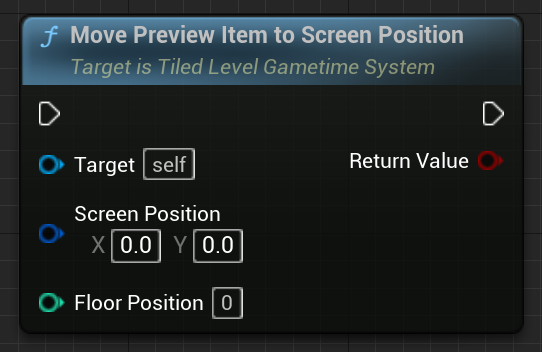 f Move Preview Item to Screen Position
Target is Tiled Level Gametime System
Target self
Return Value
Screen Position
X 0.0 Y 0.0
Floor Position 0